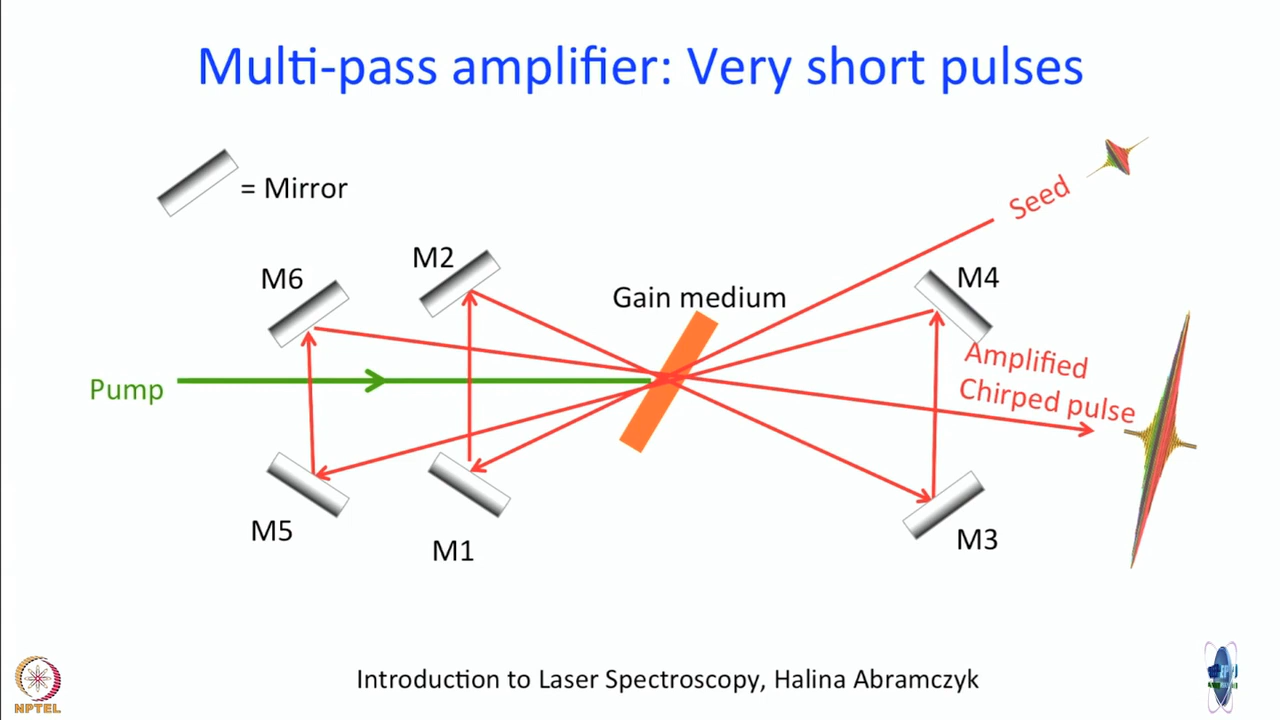 Multi-pass amplifier: Very short pulses
= Mirror
M6
M2
Gain medium
Seed
M4
Pump
Amplified
Chirped pulse
M5
M1
M3
Introduction to Laser Spectroscopy, Halina Abramczyk
NPTEL